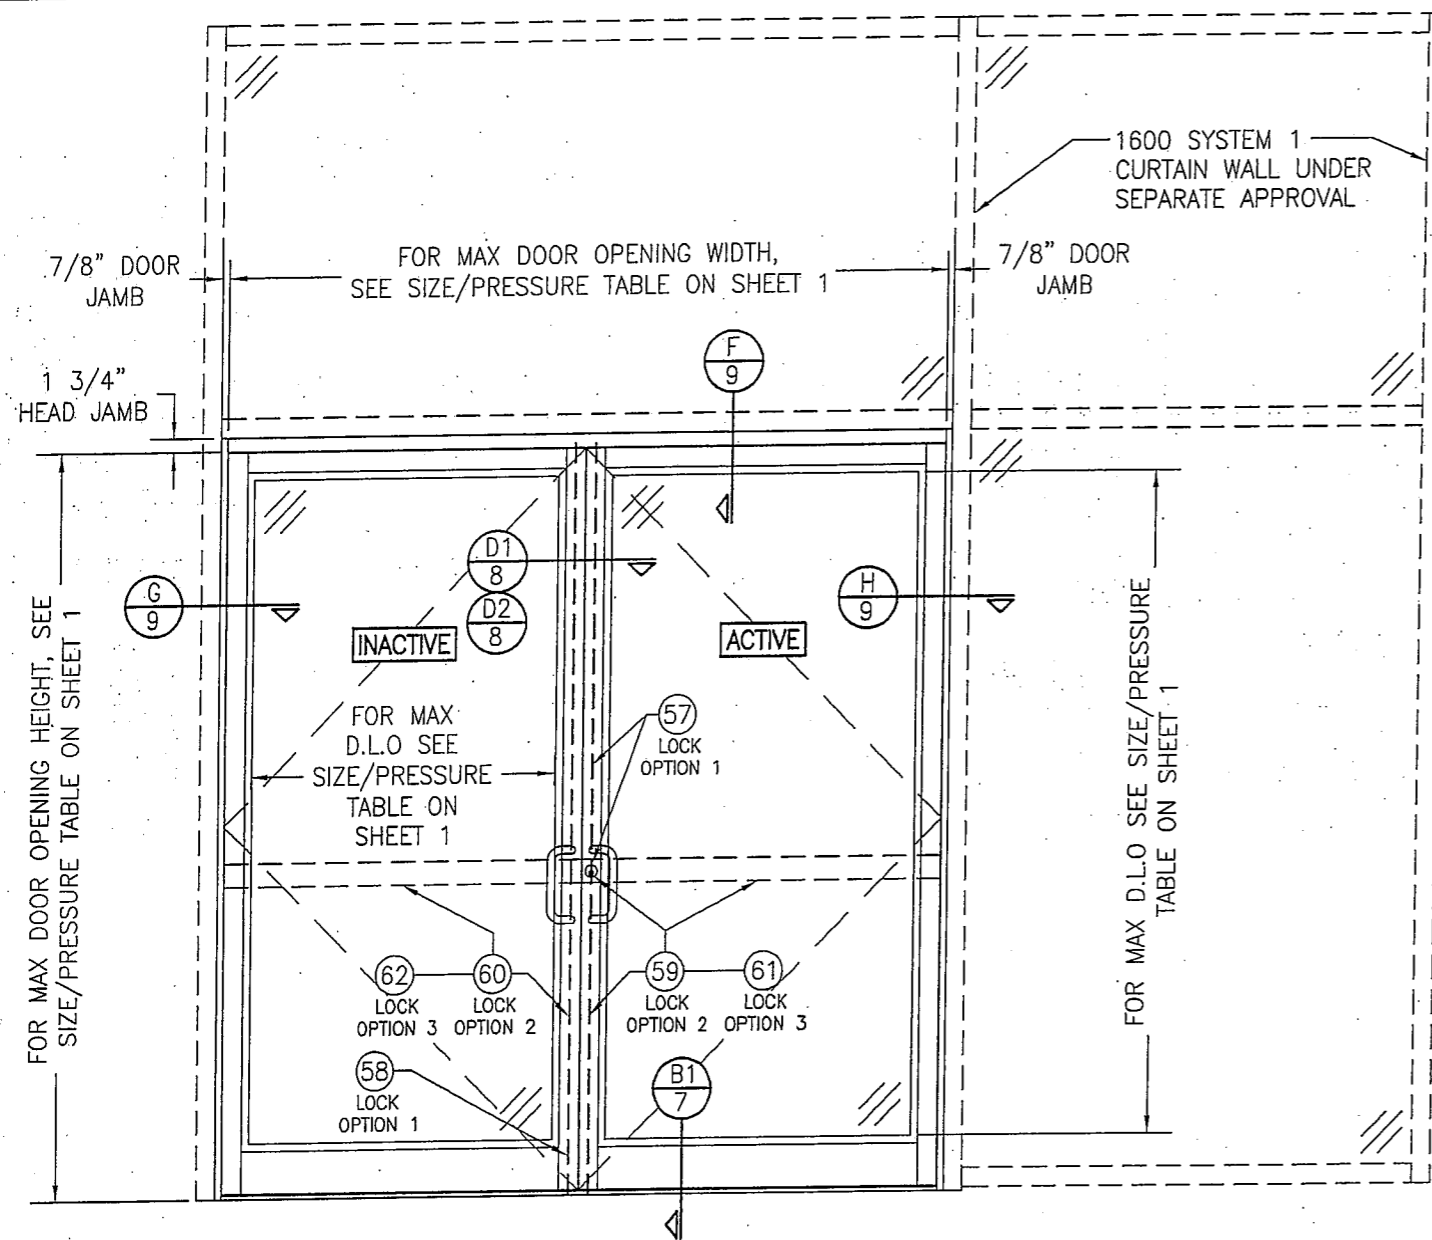 1600 SYSTEM 1
CURTAIN WALL UNDER
SEPARATE APPROVAL
7/8" DOOR
JAMB
FOR MAX DOOR OPENING WIDTH,
SEE SIZE/PRESSURE TABLE ON SHEET 1
7/8" DOOR
JAMB
1 3/4"
HEAD JAMB
F
9
D1
8
D2
8
G
9
H
9
INACTIVE
ACTIVE
FOR MAX DOOR OPENING HEIGHT, SEE
SIZE/PRESSURE TABLE ON SHEET 1
FOR MAX
D.L.O SEE
SIZE/PRESSURE
TABLE ON
SHEET 1
57
LOCK
OPTION 1
FOR MAX D.L.O SEE SIZE/PRESSURE
TABLE ON SHEET 1
62
LOCK
OPTION 3
60
LOCK
OPTION 2
59
LOCK
OPTION 2
61
LOCK
OPTION 3
58
LOCK
OPTION 1
B1
7